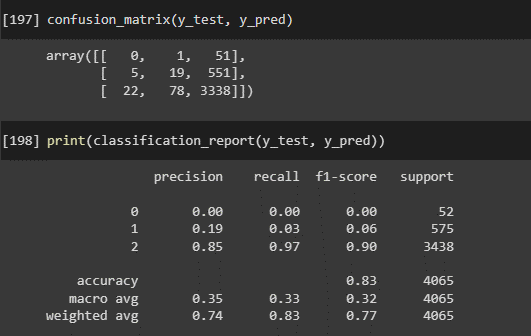 [197] confusion_matrix(y_test, y_pred)
array([[ 0, 1, 51],
[ 5, 19, 551],
[ 22, 78, 3338]])
[198] print(classification_report(y_test, y_pred))
precision recall f1-score support
0 0.00 0.00 0.00 52
1 0.19 0.03 0.06 575
2 0.85 0.97 0.90 3438
accuracy 0.83 4065
macro avg 0.35 0.33 0.32 4065
weighted avg 0.74 0.83 0.77 4065